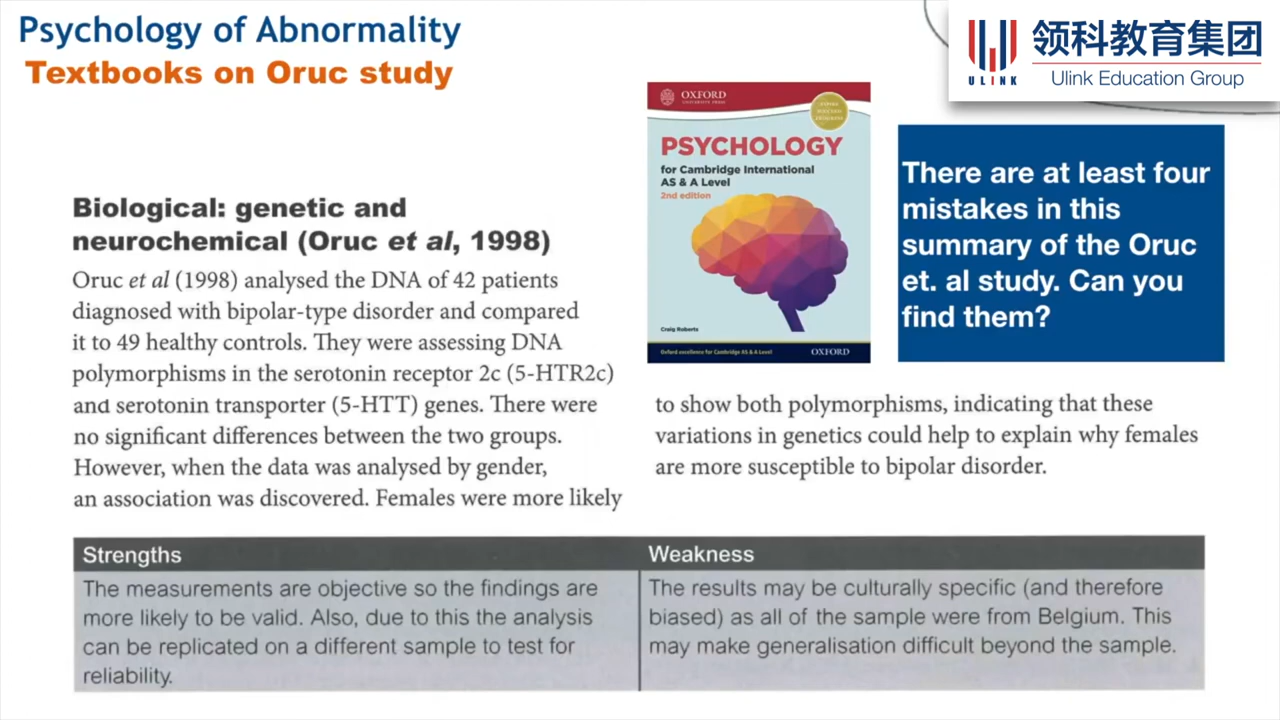 Psychology of Abnormality
Textbooks on Oruc study
ULINK
领科教育集团
Ulink Education Group
OXFORD
UNIVERSITY PRESS
PSYCHOLOGY
for Cambridge International
AS & A Level
2nd edition
Craig Roberts
Oxford excellence for Cambridge AS & A Level
OXFORD
There are at least four
mistakes in this
summary of the Oruc
et. al study. Can you
find them?
Biological: genetic and
neurochemical (Oruc et al, 1998)
Oruc et al (1998) analysed the DNA of 42 patients
diagnosed with bipolar-type disorder and compared
it to 49 healthy controls. They were assessing DNA
polymorphisms in the serotonin receptor 2c (5-HTR2c)
and serotonin transporter (5-HTT) genes. There were
no significant differences between the two groups.
However, when the data was analysed by gender,
an association was discovered. Females were more likely
to show both polymorphisms, indicating that these
variations in genetics could help to explain why females
are more susceptible to bipolar disorder.
Strengths
The measurements are objective so the findings are
more likely to be valid. Also, due to this the analysis
can be replicated on a different sample to test for
reliability.
Weakness
The results may be culturally specific (and therefore
biased) as all of the sample were from Belgium. This
may make generalisation difficult beyond the sample.